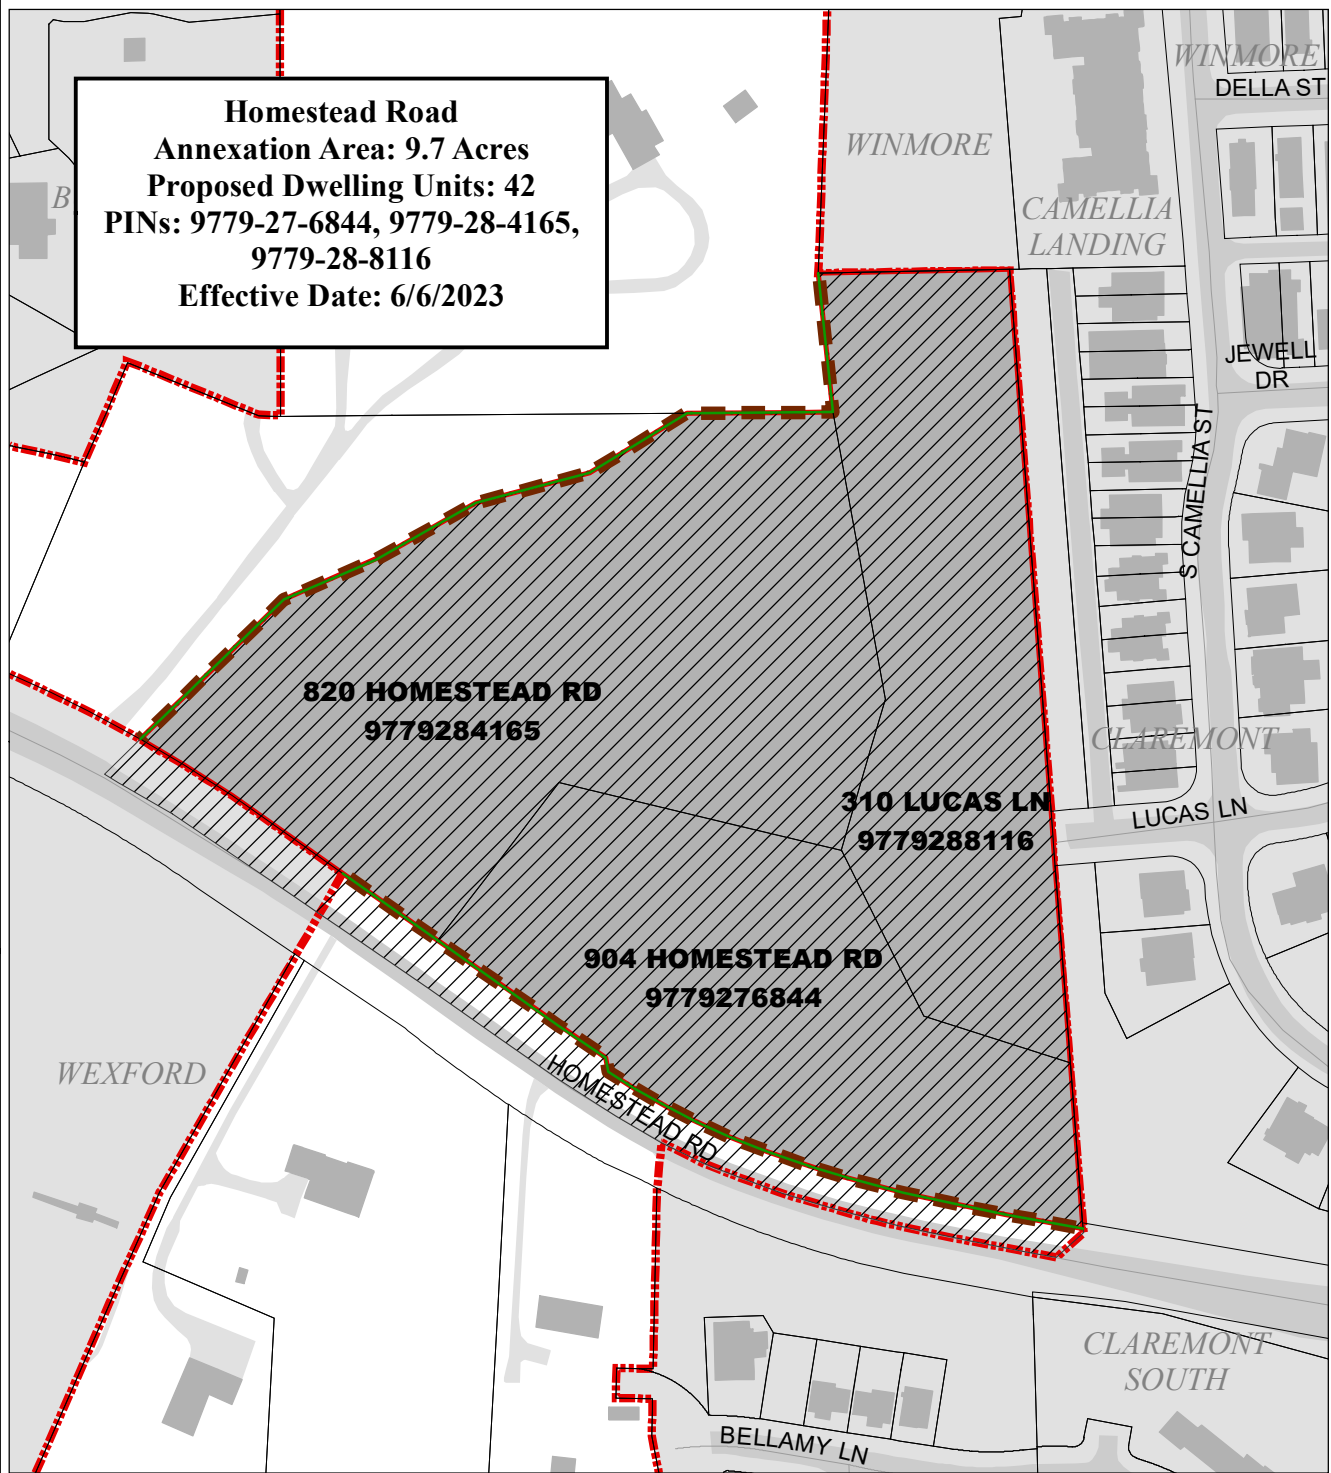 Homestead Road
Annexation Area: 9.7 Acres
Proposed Dwelling Units: 42
PINs: 9779-27-6844, 9779-28-4165,
9779-28-8116
Effective Date: 6/6/2023
B
WINMORE
DELLA ST
WINMORE
CAMELLIA
LANDING
JEWELL
DR
S CAMELLIA ST
820 HOMESTEAD RD
9779284165
CLAREMONT
310 LUCAS LN
9779288116
LUCAS LN
904 HOMESTEAD RD
9779276844
WEXFORD
HOMESTEAD RD
CLAREMONT
SOUTH
BELLAMY LN